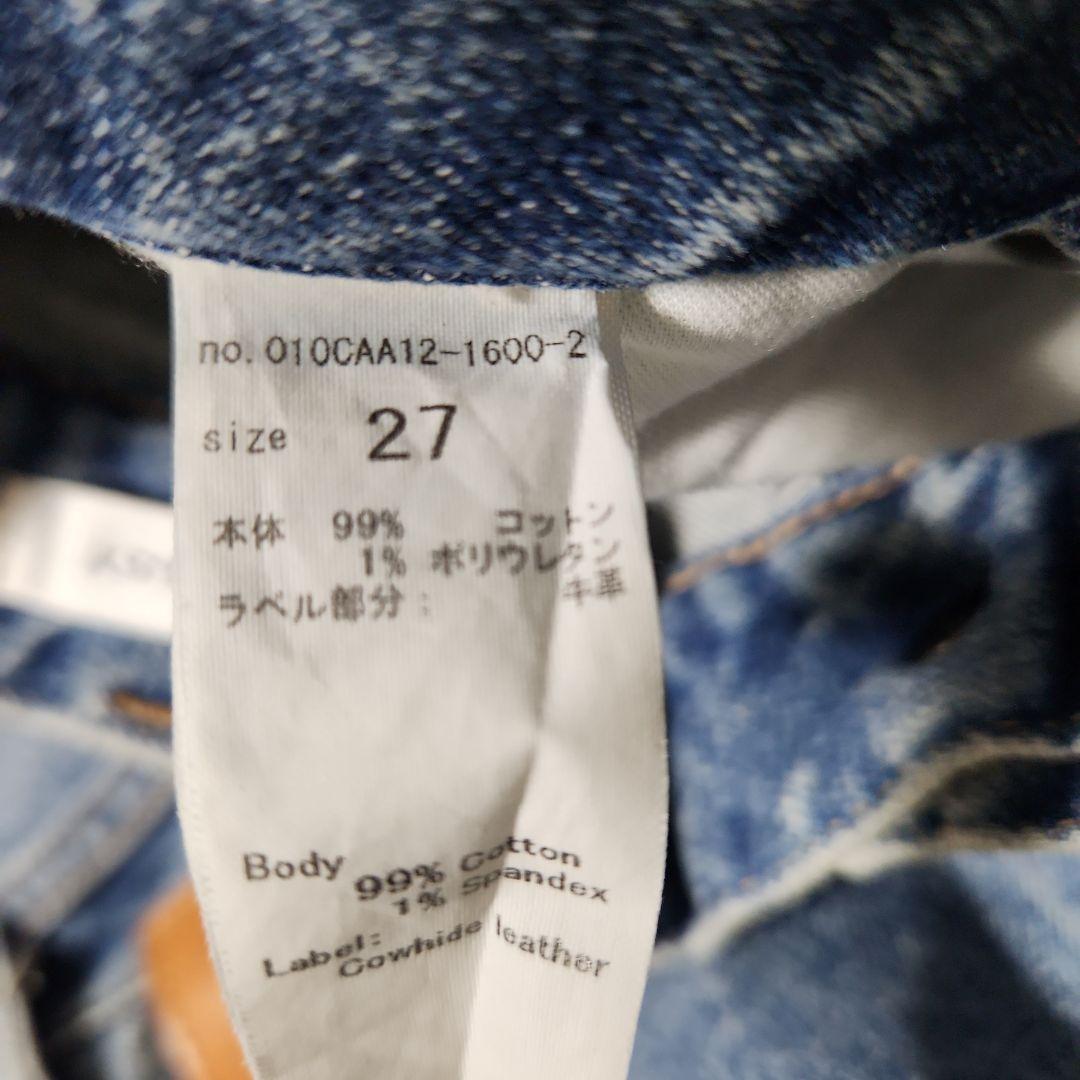 no. 010CAA12-1600-2
size 27
本体 99% コットン
1% ポリウレタン
ラベル部分: 牛革
Body 99% Cotton
1% Spandex
Label:
Cowhide leather